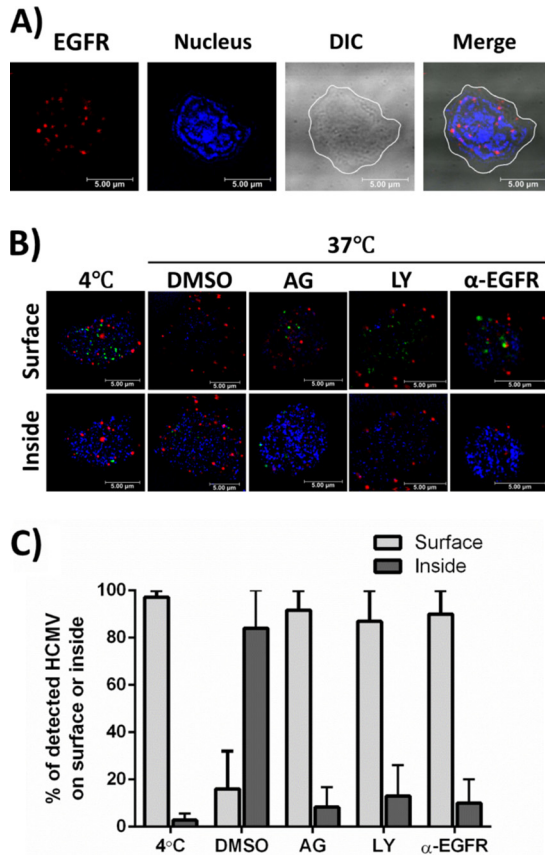 A)
EGFR Nucleus DIC Merge
5.00 μm 5.00 μm 5.00 μm 5.00 μm
B)
37℃
4℃ DMSO AG LY α-EGFR
Surface
5.00 μm 5.00 μm 5.00 μm 5.00 μm 5.00 μm
Inside
5.00 μm 5.00 μm 5.00 μm 5.00 μm 5.00 μm
C)
Surface
Inside
% of detected HCMV
on surface or inside
100
80
60
40
20
0
4°C DMSO AG LY α-EGFR